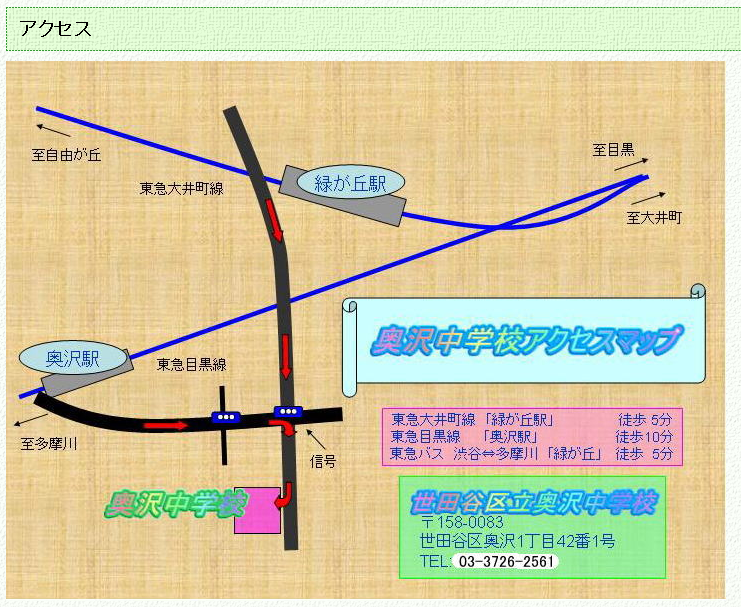 アクセス
至自由が丘
東急大井町線
緑が丘駅
至目黒
至大井町
奥沢中学校アクセスマップ
奥沢駅
東急目黒線
至多摩川
信号
東急大井町線「緑が丘駅」 徒歩 5分
東急目黒線 「奥沢駅」 徒歩10分
東急バス 渋谷⇔多摩川「緑が丘」 徒歩 5分
奥沢中学校
世田谷区立奥沢中学校
〒158-0083
世田谷区奥沢1丁目42番1号
TEL: 03-3726-2561